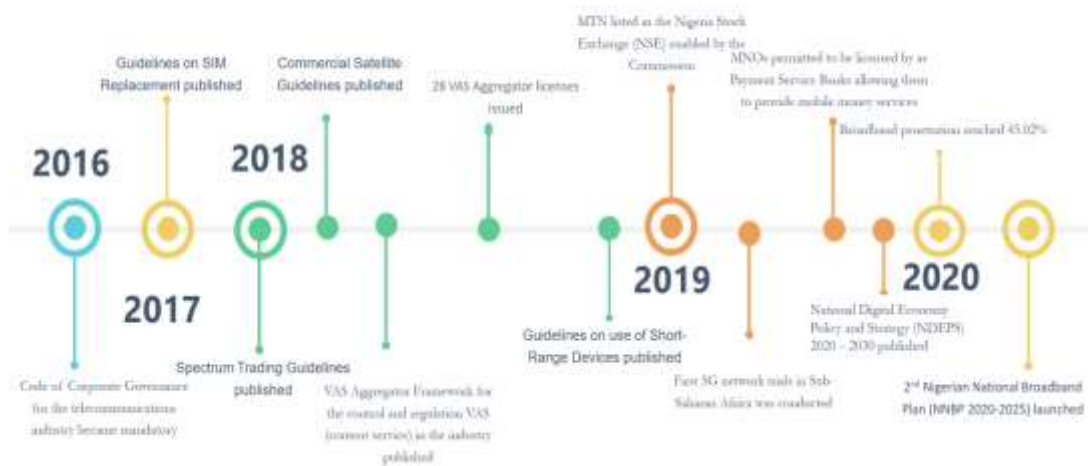 2016
Code of Corporate Governance
for the telecommunications
industry became mandatory
Guidelines on SIM
Replacement published
2017
2018
Spectrum Trading Guidelines
published
Commercial Satellite
Guidelines published
VAS Aggregator Framework for
the control and regulation VAS
(content service) in the industry
published
28 VAS Aggregator licenses
issued
Guidelines on use of Short-
Range Devices published
MTN listed in the Nigeria Stock
Exchange (NSE) enabled by the
Commission
2019
First 5G network trials in Sub-
Saharan Africa was conducted
MNOs permitted to be licensed by as
Payment Service Banks allowing them
to provide mobile money services
National Digital Economy
Policy and Strategy (NDEPS)
2020 – 2030 published
Broadband penetration reached 45.02%
2020
2nd Nigerian National Broadband
Plan (NNBP 2020-2025) launched